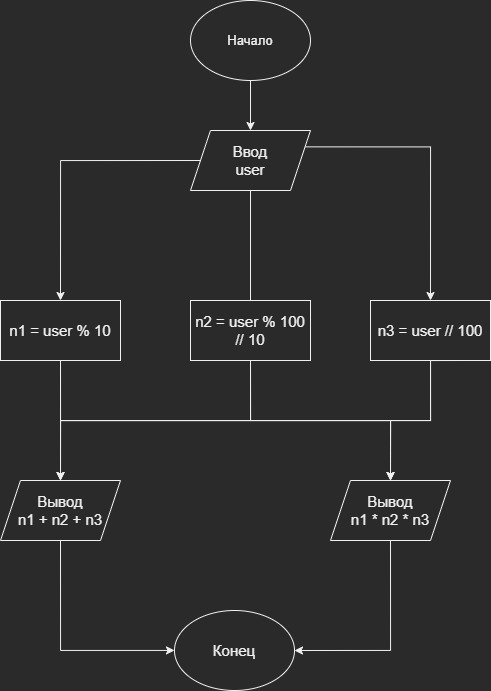 Начало
Ввод
user
n1 = user % 10
n2 = user % 100
// 10
n3 = user // 100
Вывод
n1 + n2 + n3
Вывод
n1 * n2 * n3
Конец